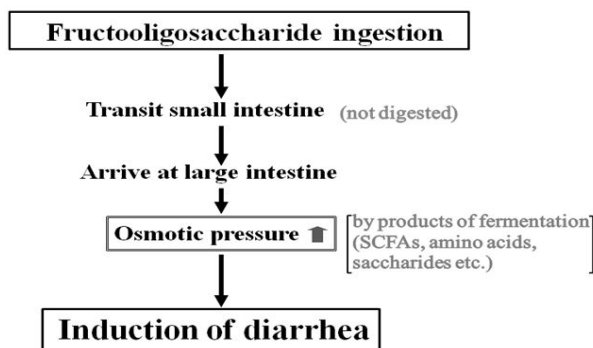 Fructooligosaccharide ingestion
Transit small intestine (not digested)
Arrive at large intestine
Osmotic pressure
by products of fermentation
(SCFAs, amino acids,
saccharides etc.)
Induction of diarrhea